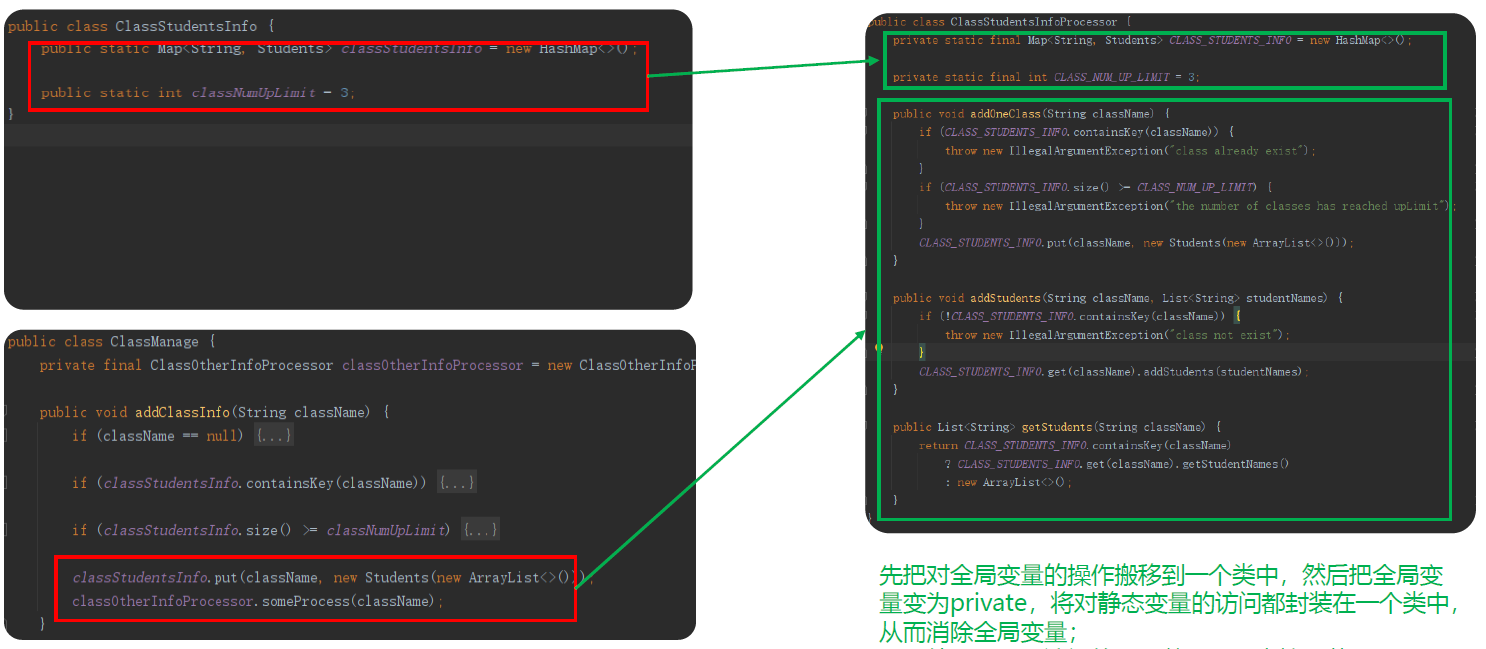 public class ClassStudentsInfo {
public static Map<String, Students> classStudentsInfo = new HashMap<>();
public static int classNumUpLimit = 3;
}
public class ClassManage {
private final ClassOtherInfoProcessor classOtherInfoProcessor = new ClassOtherInfoP
public void addClassInfo(String className) {
if (className == null) {...}
if (classStudentsInfo.containsKey(className)) {...}
if (classStudentsInfo.size() >= classNumUpLimit) {...}
classStudentsInfo.put(className, new Students(new ArrayList<>()));
classOtherInfoProcessor.someProcess(className);
}
public class ClassStudentsInfoProcessor {
private static final Map<String, Students> CLASS_STUDENTS_INFO = new HashMap<>();
private static final int CLASS_NUM_UP_LIMIT = 3;
public void addOneClass(String className) {
if (CLASS_STUDENTS_INFO.containsKey(className)) {
throw new IllegalArgumentException("class already exist");
}
if (CLASS_STUDENTS_INFO.size() >= CLASS_NUM_UP_LIMIT) {
throw new IllegalArgumentException("the number of classes has reached upLimit");
}
CLASS_STUDENTS_INFO.put(className, new Students(new ArrayList<>()));
}
public void addStudents(String className, List<String> studentNames) {
if (!CLASS_STUDENTS_INFO.containsKey(className)) {
throw new IllegalArgumentException("class not exist");
}
CLASS_STUDENTS_INFO.get(className).addStudents(studentNames);
}
public List<String> getStudents(String className) {
return CLASS_STUDENTS_INFO.containsKey(className)
? CLASS_STUDENTS_INFO.get(className).getStudentNames()
: new ArrayList<>();
}
}
先把对全局变量的操作搬移到一个类中，然后把全局变
量变为private，将对静态变量的访问都封装在一个类中，
从而消除全局变量；